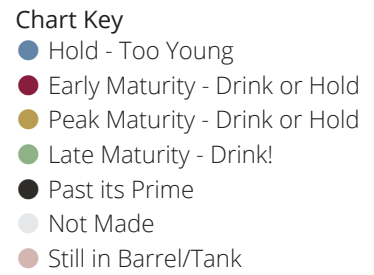 Chart Key
Hold - Too Young
Early Maturity - Drink or Hold
Peak Maturity - Drink or Hold
Late Maturity - Drink!
Past its Prime
Not Made
Still in Barrel/Tank